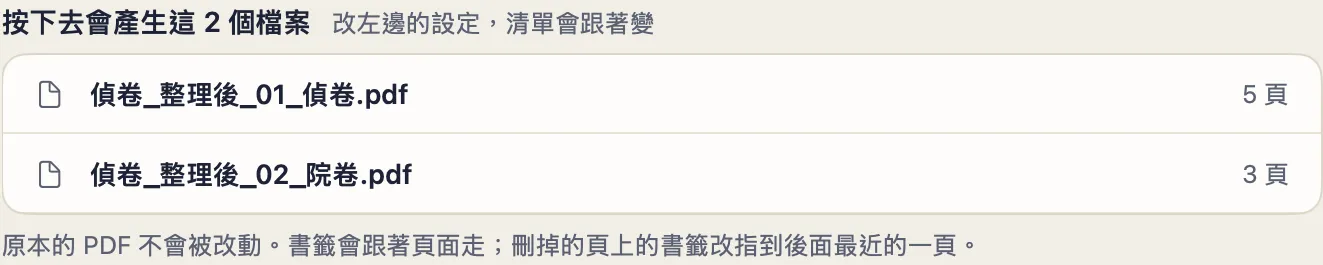 按下去會產生這 2 個檔案 改左邊的設定，清單會跟著變
偵卷_整理後_01_偵卷.pdf 5 頁
偵卷_整理後_02_院卷.pdf 3 頁
原本的 PDF 不會被改動。書籤會跟著頁面走；刪掉的頁上的書籤改指到後面最近的一頁。